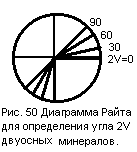 90
60
30
2V=0
Рис. 50 Диаграмма Райта
для определения угла 2V
двуосных минералов.